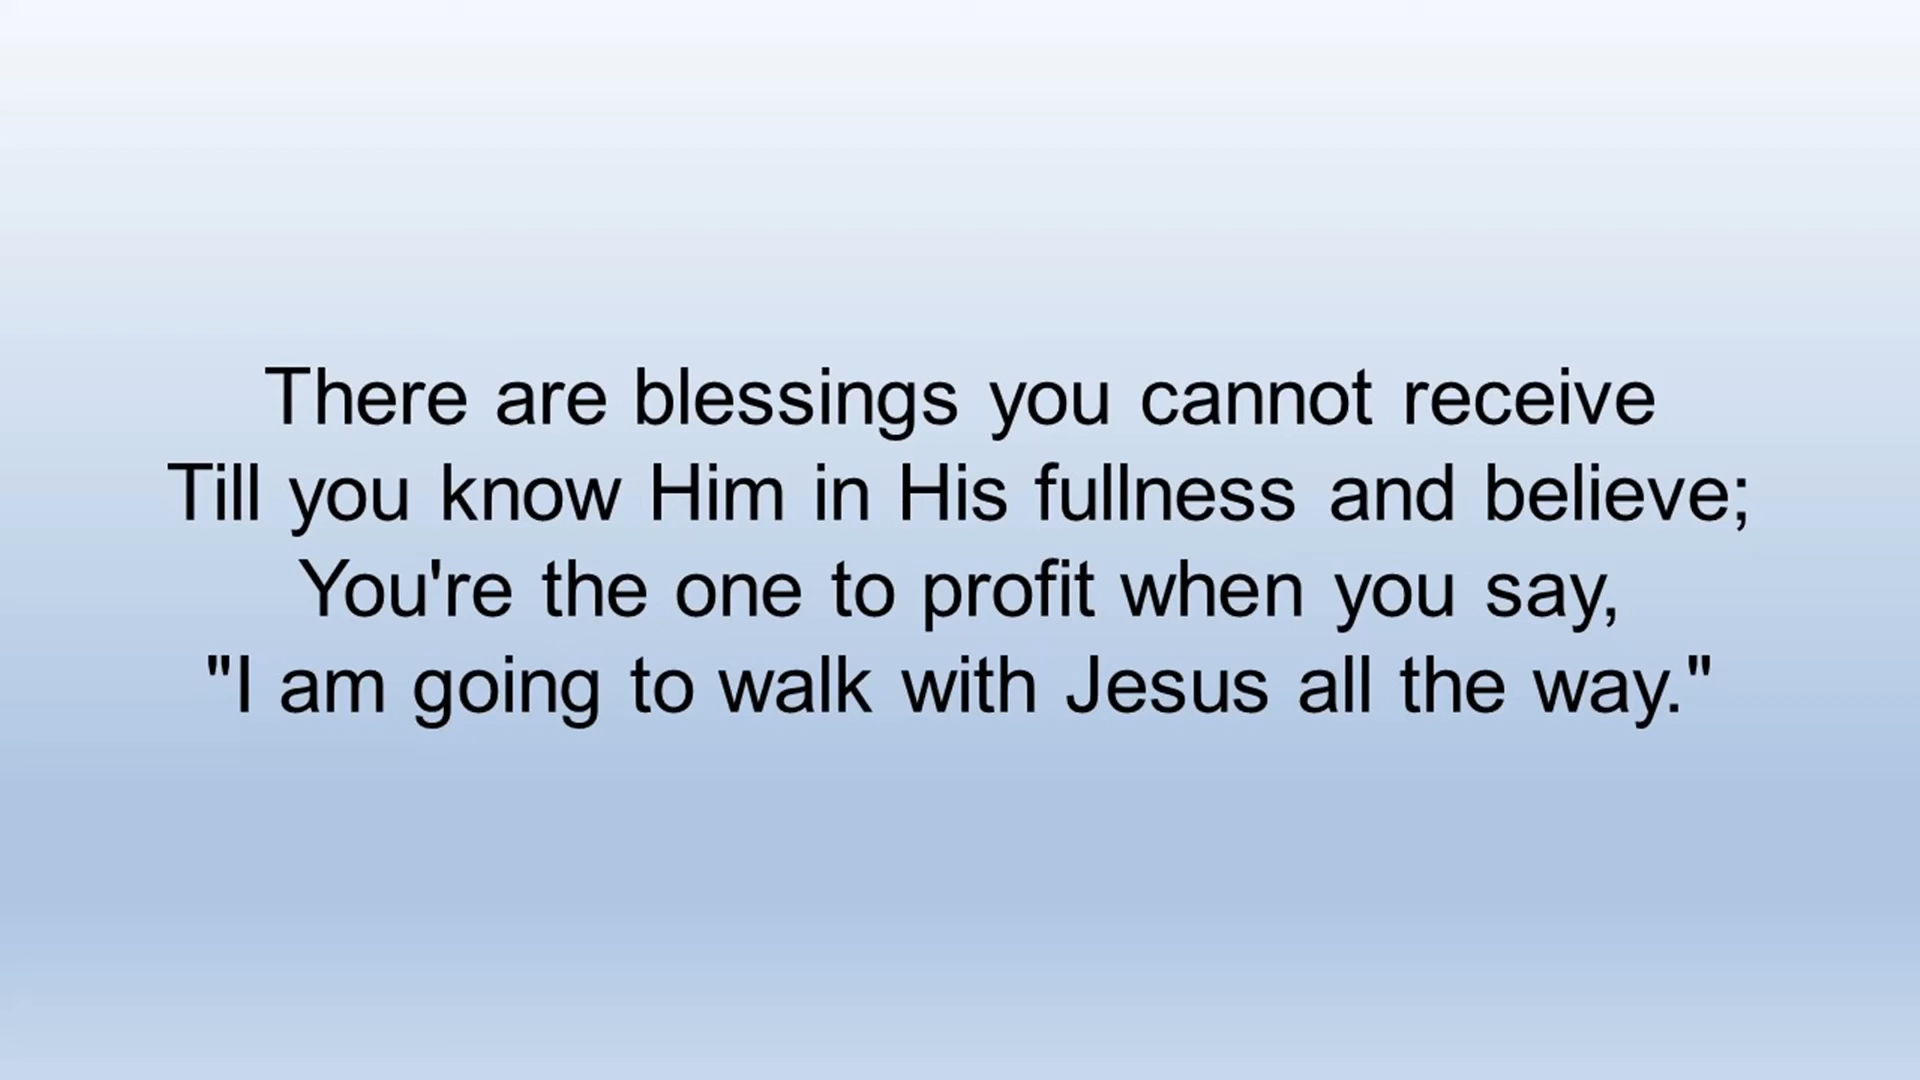 There are blessings you cannot receive
Till you know Him in His fullness and believe;
You're the one to profit when you say,
"I am going to walk with Jesus all the way."